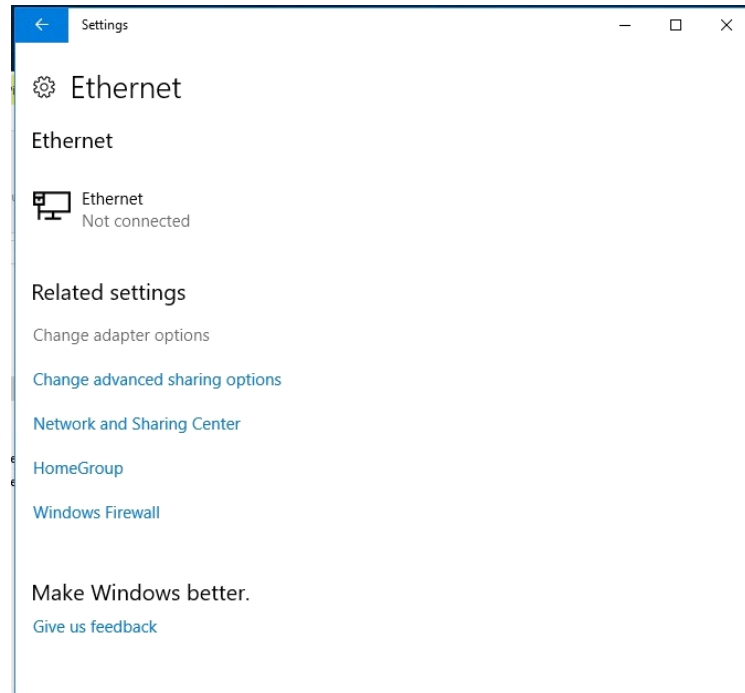 Settings
Ethernet
Ethernet
Ethernet
Not connected
Related settings
Change adapter options
Change advanced sharing options
Network and Sharing Center
HomeGroup
Windows Firewall
Make Windows better.
Give us feedback